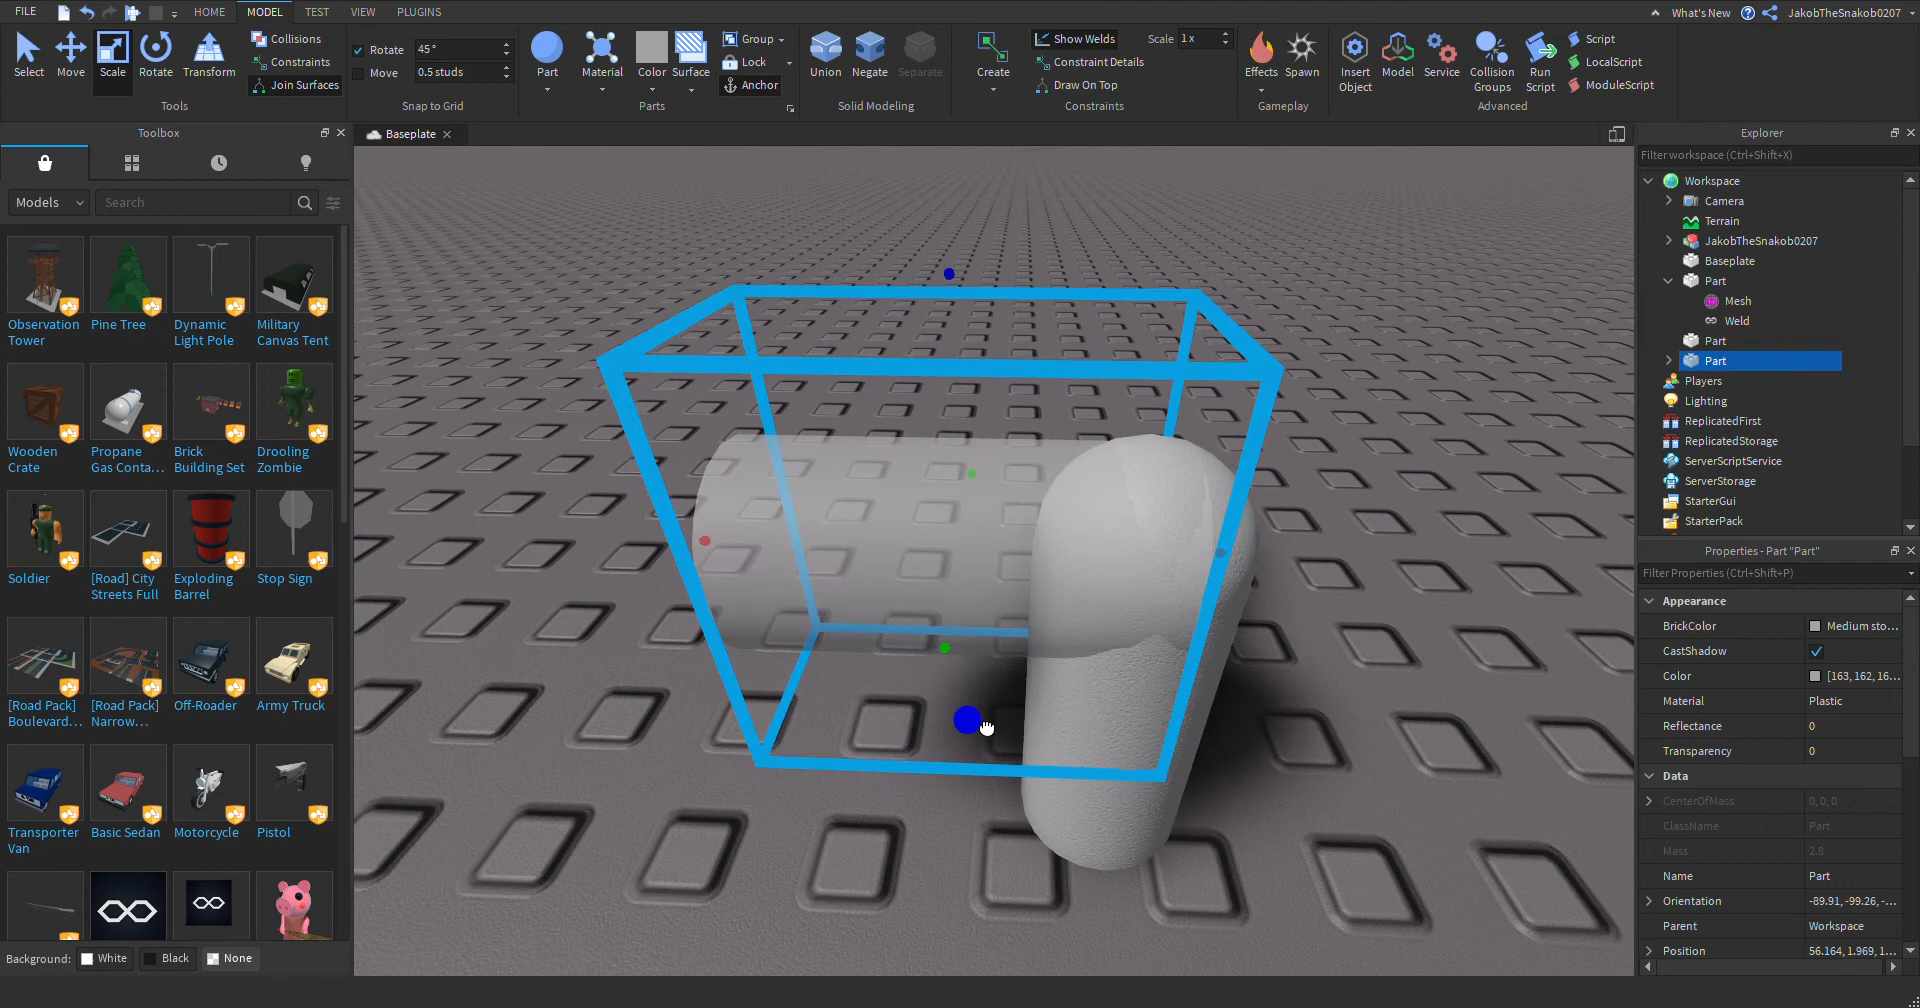 FILE
HOME
MODEL
TEST
VIEW
PLUGINS
What's New
JakobTheSnakob0207
Select
Move
Scale
Rotate
Transform
Collisions
Constraints
Join Surfaces
Tools
Rotate
45°
Move
0.5 studs
Snap to Grid
Part
Material
Color
Surface
Group
Lock
Anchor
Parts
Union
Negate
Separate
Solid Modeling
Create
Show Welds
Constraint Details
Draw On Top
Scale
1x
Constraints
Effects
Spawn
Gameplay
Insert
Object
Model
Service
Collision
Groups
Run
Script
Script
LocalScript
ModuleScript
Advanced
Toolbox
Models
Search
Observation
Tower
Pine Tree
Dynamic
Light Pole
Military
Canvas Tent
Wooden
Crate
Propane
Gas Conta...
Brick
Building Set
Drooling
Zombie
Soldier
[Road] City
Streets Full
Exploding
Barrel
Stop Sign
[Road Pack]
Boulevard...
[Road Pack]
Narrow...
Off-Roader
Army Truck
Transporter
Van
Basic Sedan
Motorcycle
Pistol
Background:
White
Black
None
Baseplate
Explorer
Filter workspace (Ctrl+Shift+X)
Workspace
Camera
Terrain
JakobTheSnakob0207
Baseplate
Part
Mesh
Weld
Part
Part
Players
Lighting
ReplicatedFirst
ReplicatedStorage
ServerScriptService
ServerStorage
StarterGui
StarterPack
Properties - Part "Part"
Filter Properties (Ctrl+Shift+P)
Appearance
BrickColor
Medium sto...
CastShadow
Color
[163, 162, 16...
Material
Plastic
Reflectance
0
Transparency
0
Data
CenterOfMass
0, 0, 0
ClassName
Part
Mass
2.8
Name
Part
Orientation
-89.91, -99.26, -...
Parent
Workspace
Position
56.164, 1.969, 1...